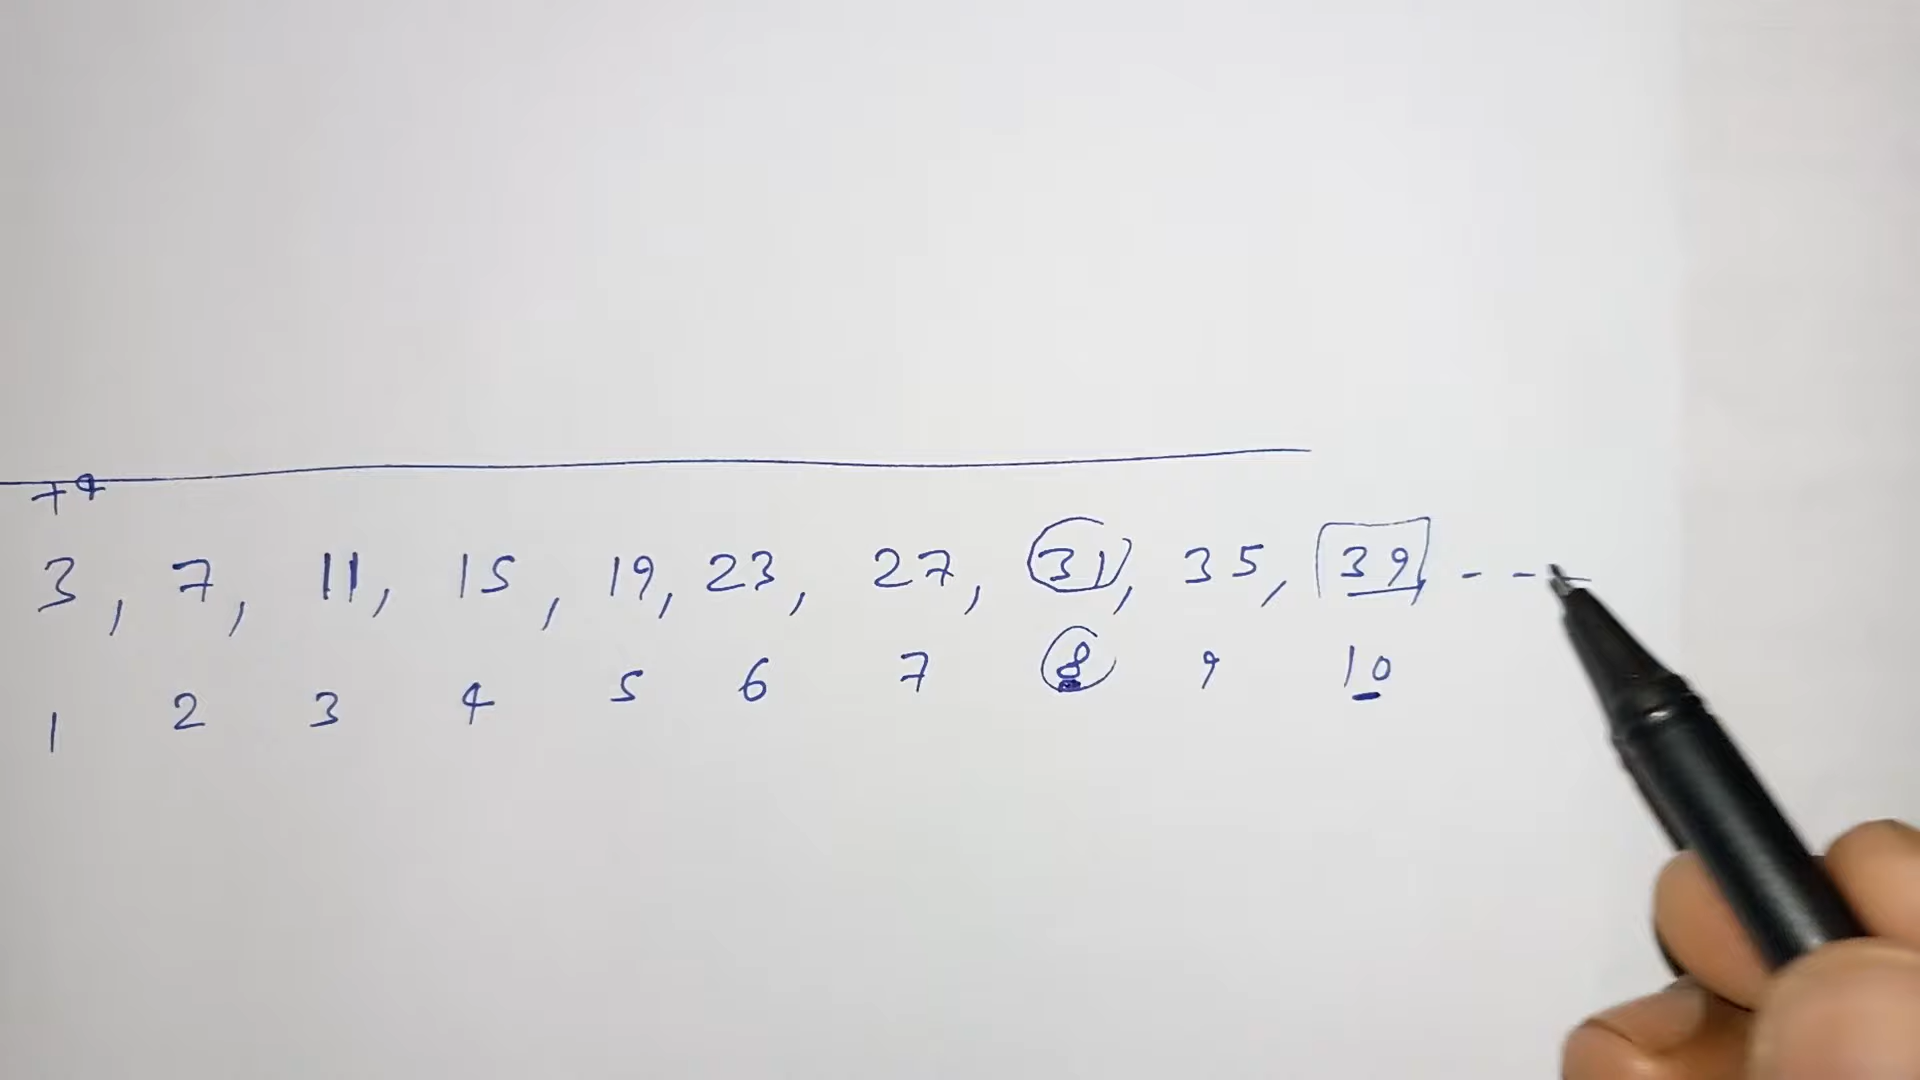 +4
3, 7, 11, 15, 19, 23, 27, 31, 35, 39, - - -
1 2 3 4 5 6 7 8 9 10